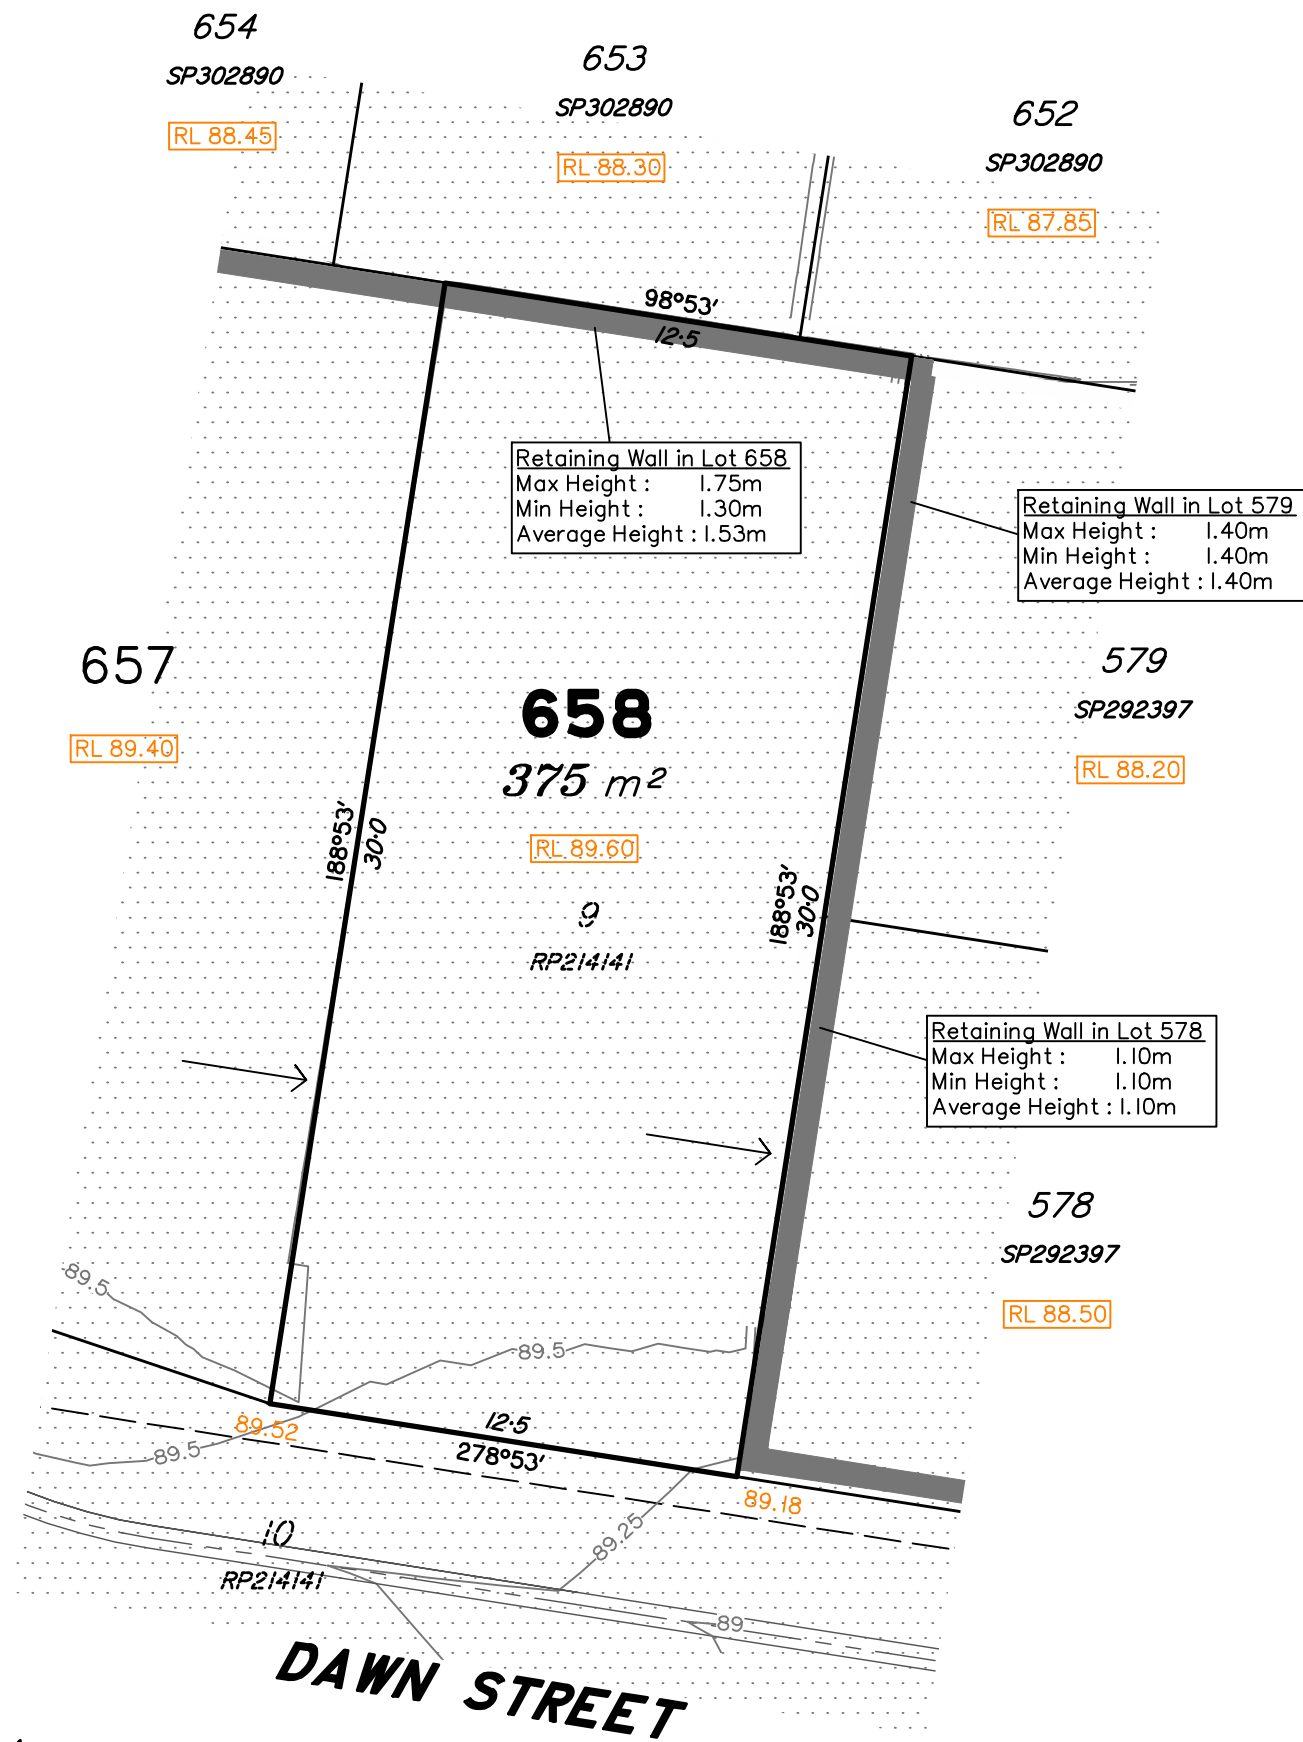 654
SP302890
RL 88.45
653
SP302890
RL 88.30
652
SP302890
RL 87.85
98°53'
12·5
Retaining Wall in Lot 658
Max Height : 1.75m
Min Height : 1.30m
Average Height : 1.53m
Retaining Wall in Lot 579
Max Height : 1.40m
Min Height : 1.40m
Average Height : 1.40m
657
RL 89.40
658
375 m²
RL 89.60
9
RP214141
579
SP292397
RL 88.20
188°53'
30·0
188°53'
30·0
Retaining Wall in Lot 578
Max Height : 1.10m
Min Height : 1.10m
Average Height : 1.10m
578
SP292397
RL 88.50
89.5
89.5
89.52
12·5
278°53'
89.5
89.18
89.25
10
RP214141
89
DAWN STREET